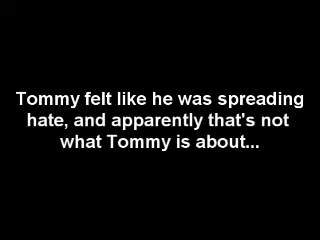 Tommy felt like he was spreading
hate, and apparently that's not
what Tommy is about...